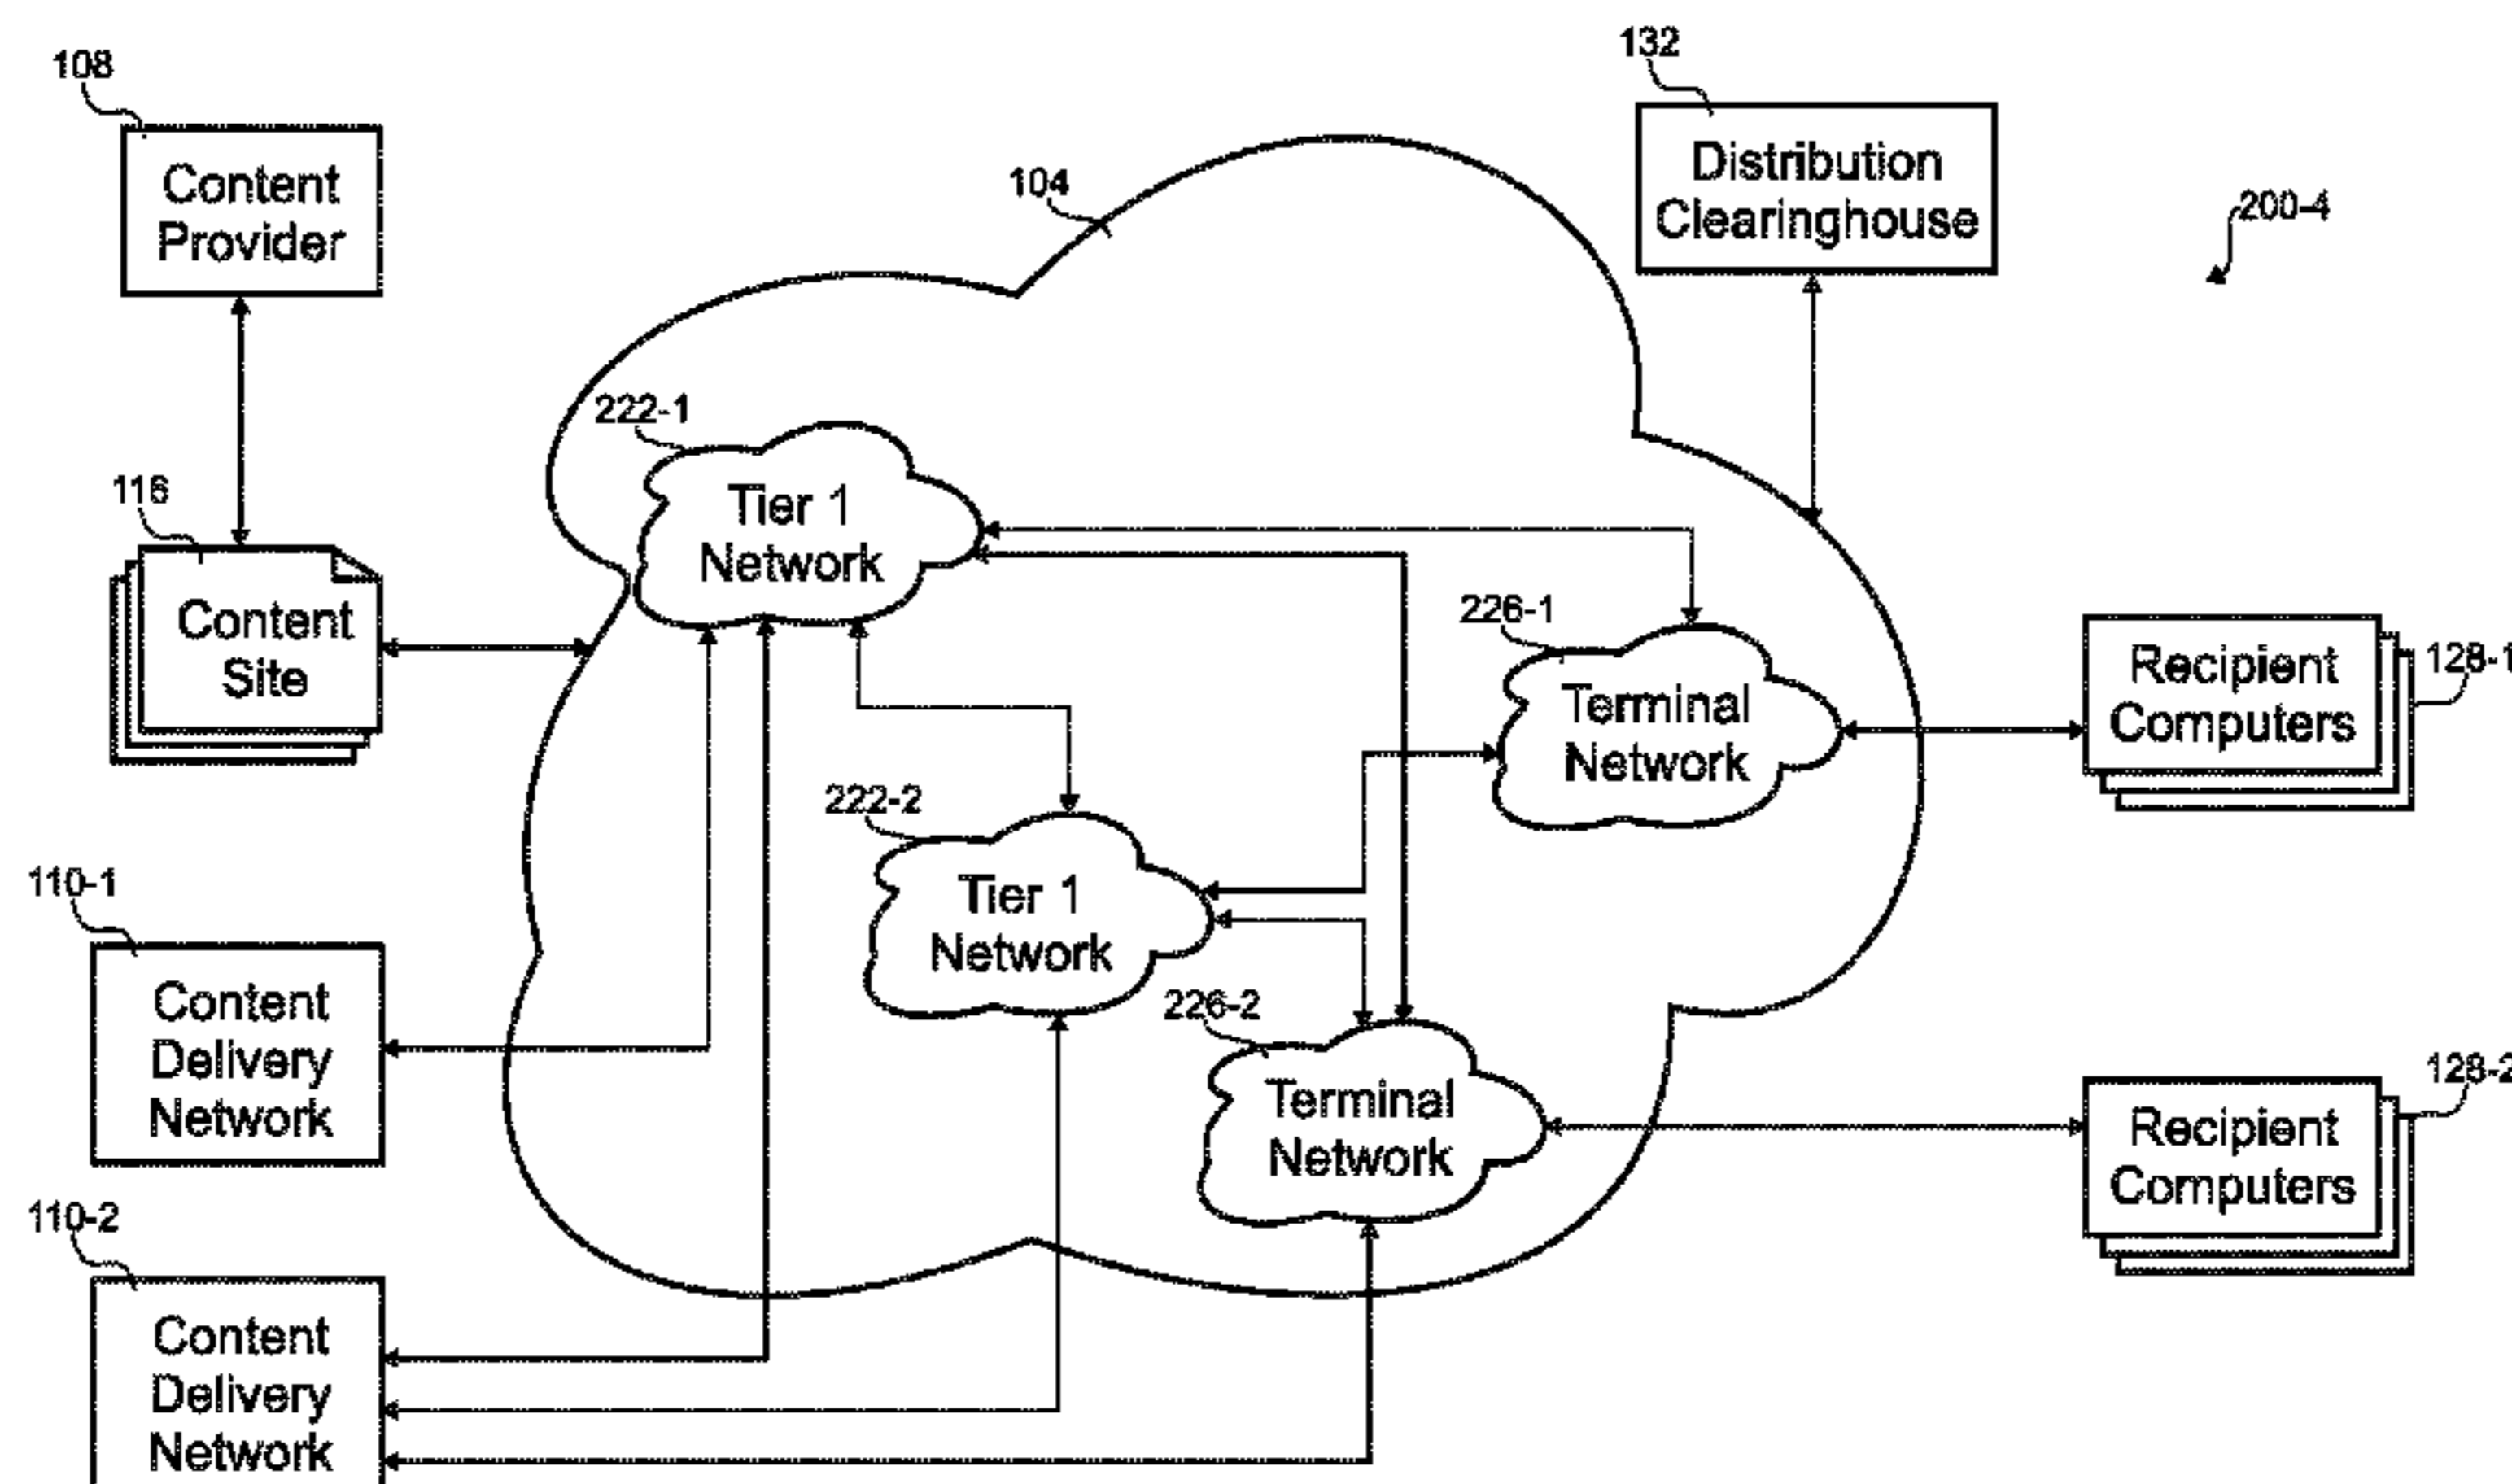 108
Content
Provider
132
Distribution
Clearinghouse
104
200-4
222-1
Tier 1
Network
116
Content
Site
226-1
Terminal
Network
128-1
Recipient
Computers
222-2
Tier 1
Network
110-1
Content
Delivery
Network
226-2
Terminal
Network
128-2
Recipient
Computers
110-2
Content
Delivery
Network